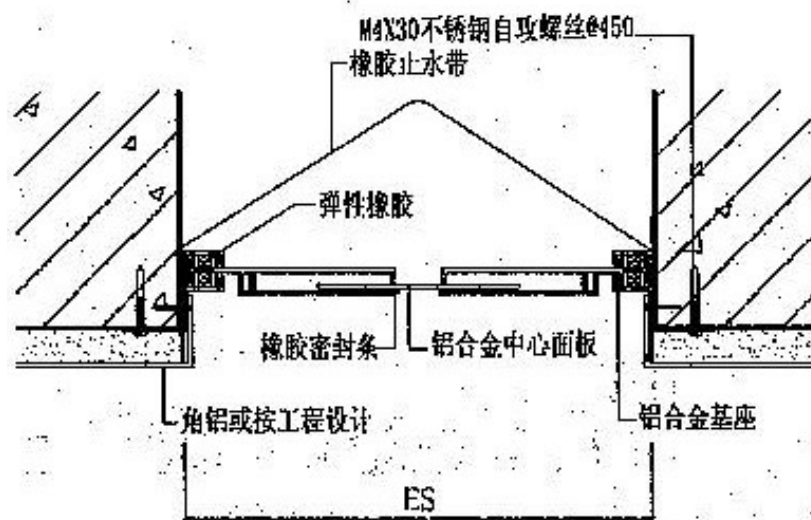 M4X30不锈钢自攻螺丝@450
橡胶止水带
弹性橡胶
橡胶密封条
铝合金中心面板
角铝或按工程设计
铝合金基座
ES